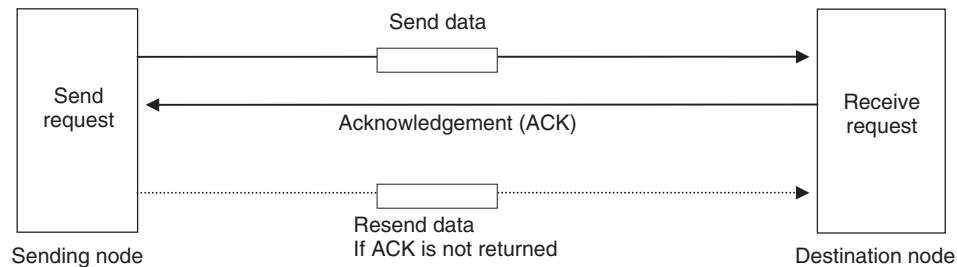 Send data
Send
request
Acknowledgement (ACK)
Receive
request
Resend data
If ACK is not returned
Sending node
Destination node